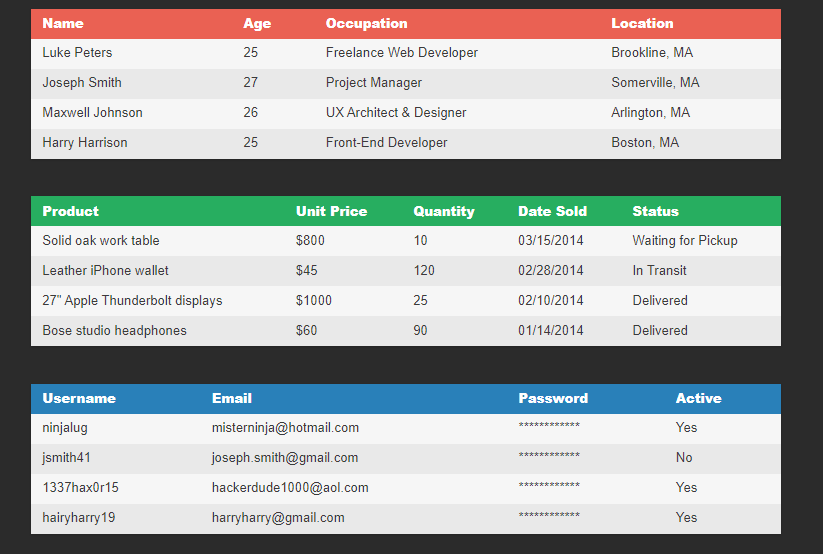 Name Age Occupation Location
Luke Peters 25 Freelance Web Developer Brookline, MA
Joseph Smith 27 Project Manager Somerville, MA
Maxwell Johnson 26 UX Architect & Designer Arlington, MA
Harry Harrison 25 Front-End Developer Boston, MA
Product Unit Price Quantity Date Sold Status
Solid oak work table $800 10 03/15/2014 Waiting for Pickup
Leather iPhone wallet $45 120 02/28/2014 In Transit
27" Apple Thunderbolt displays $1000 25 02/10/2014 Delivered
Bose studio headphones $60 90 01/14/2014 Delivered
Username Email Password Active
ninjalug misterninja@hotmail.com ************ Yes
jsmith41 joseph.smith@gmail.com ************ No
1337hax0r15 hackerdude1000@aol.com ************ Yes
hairyharry19 harryharry@gmail.com ************ Yes